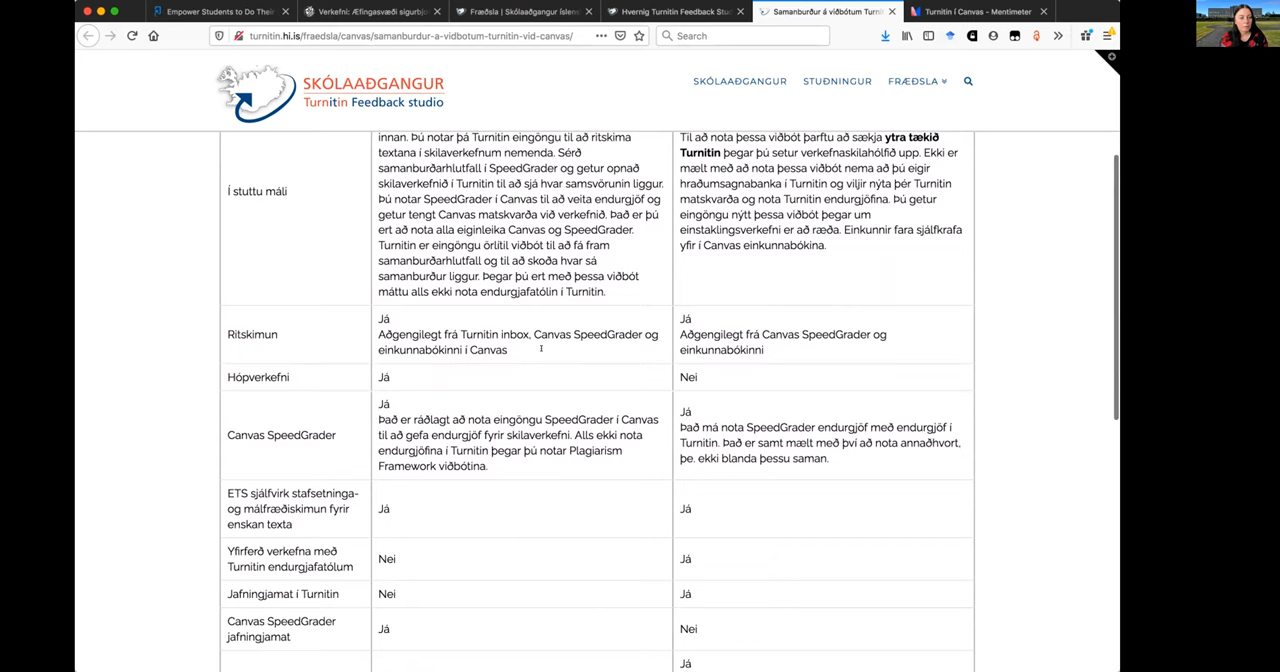 Empower Students to Do Their
Verkefni: Æfingasvæði sigurbj
Fræðsla | Skólaaðgangur íslen
Hvernig Turnitin Feedback Stu
Samanburður á viðbótum Turni
Turnitin í Canvas - Mentimeter
turnitin.hi.is/fraedsla/canvas/samanburdur-a-vidbotum-turnitin-vid-canvas/
Search
SKÓLAAÐGANGUR
Turnitin Feedback studio
SKÓLAAÐGANGUR STUÐNINGUR FRÆÐSLA
Í stuttu máli
innan. Þú notar þá Turnitin eingöngu til að ritskima
textana í skilaverkefnum nemenda. Sérð
samanburðarhlutfall í SpeedGrader og getur opnað
skilaverkefnið í Turnitin til að sjá hvar samsvörunin liggur.
Þú notar SpeedGrader í Canvas til að veita endurgjöf og
getur tengt Canvas matskvarða við verkefnið. Það er þú
ert að nota alla eiginleika Canvas og SpeedGrader.
Turnitin er eingöngu örlítil viðbót til að fá fram
samanburðarhlutfall og til að skoða hvar sá
samanburður liggur. Þegar þú ert með þessa viðbót
máttu alls ekki nota endurgjafatólin í Turnitin.
Til að nota þessa viðbót þarftu að sækja ytra tækið
Turnitin þegar þú setur verkefnaskilahólfið upp. Ekki er
mælt með að nota þessa viðbót nema að þú eigir
hraðumsagnabanka í Turnitin og viljir nýta þér Turnitin
matskvarða og nota Turnitin endurgjöfina. Þú getur
eingöngu nýtt þessa viðbót þegar um
einstaklingsverkefni er að ræða. Einkunnir fara sjálfkrafa
yfir í Canvas einkunnabókina.
Ritskimun
Já
Aðgengilegt frá Turnitin inbox, Canvas SpeedGrader og
einkunnabókinni í Canvas
Já
Aðgengilegt frá Canvas SpeedGrader og
einkunnabókinni
Hópverkefni
Já
Nei
Canvas SpeedGrader
Já
Það er ráðlagt að nota eingöngu SpeedGrader í Canvas
til að gefa endurgjöf fyrir skilaverkefni. Alls ekki nota
endurgjöfina í Turnitin þegar þú notar Plagiarism
Framework viðbótina.
Já
Það má nota SpeedGrader endurgjöf með endurgjöf í
Turnitin. Það er samt mælt með því að nota annaðhvort,
þe. ekki blanda þessu saman.
ETS sjálfvirk stafsetninga-
og málfræðiskimun fyrir
enskan texta
Já
Já
Yfirferð verkefna með
Turnitin endurgjafatólum
Nei
Já
Jafningjamat í Turnitin
Nei
Já
Canvas SpeedGrader
jafningjamat
Já
Nei
Já